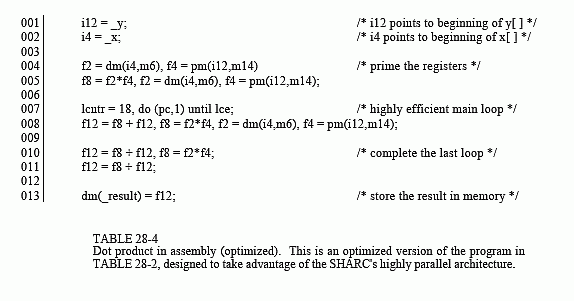 001 i12 = _y; /* i12 points to beginning of y[ ] */
002 i4 = _x; /* i4 points to beginning of x[ ] */
003
004 f2 = dm(i4,m6), f4 = pm(i12,m14) /* prime the registers */
005 f8 = f2*f4, f2 = dm(i4,m6), f4 = pm(i12,m14);
006
007 lcntr = 18, do (pc,1) until lce; /* highly efficient main loop */
008 f12 = f8 + f12, f8 = f2*f4, f2 = dm(i4,m6), f4 = pm(i12,m14);
009
010 f12 = f8 + f12, f8 = f2*f4; /* complete the last loop */
011 f12 = f8 + f12;
012
013 dm(_result) = f12; /* store the result in memory */
TABLE 28-4
Dot product in assembly (optimized). This is an optimized version of the program in
TABLE 28-2, designed to take advantage of the SHARC's highly parallel architecture.